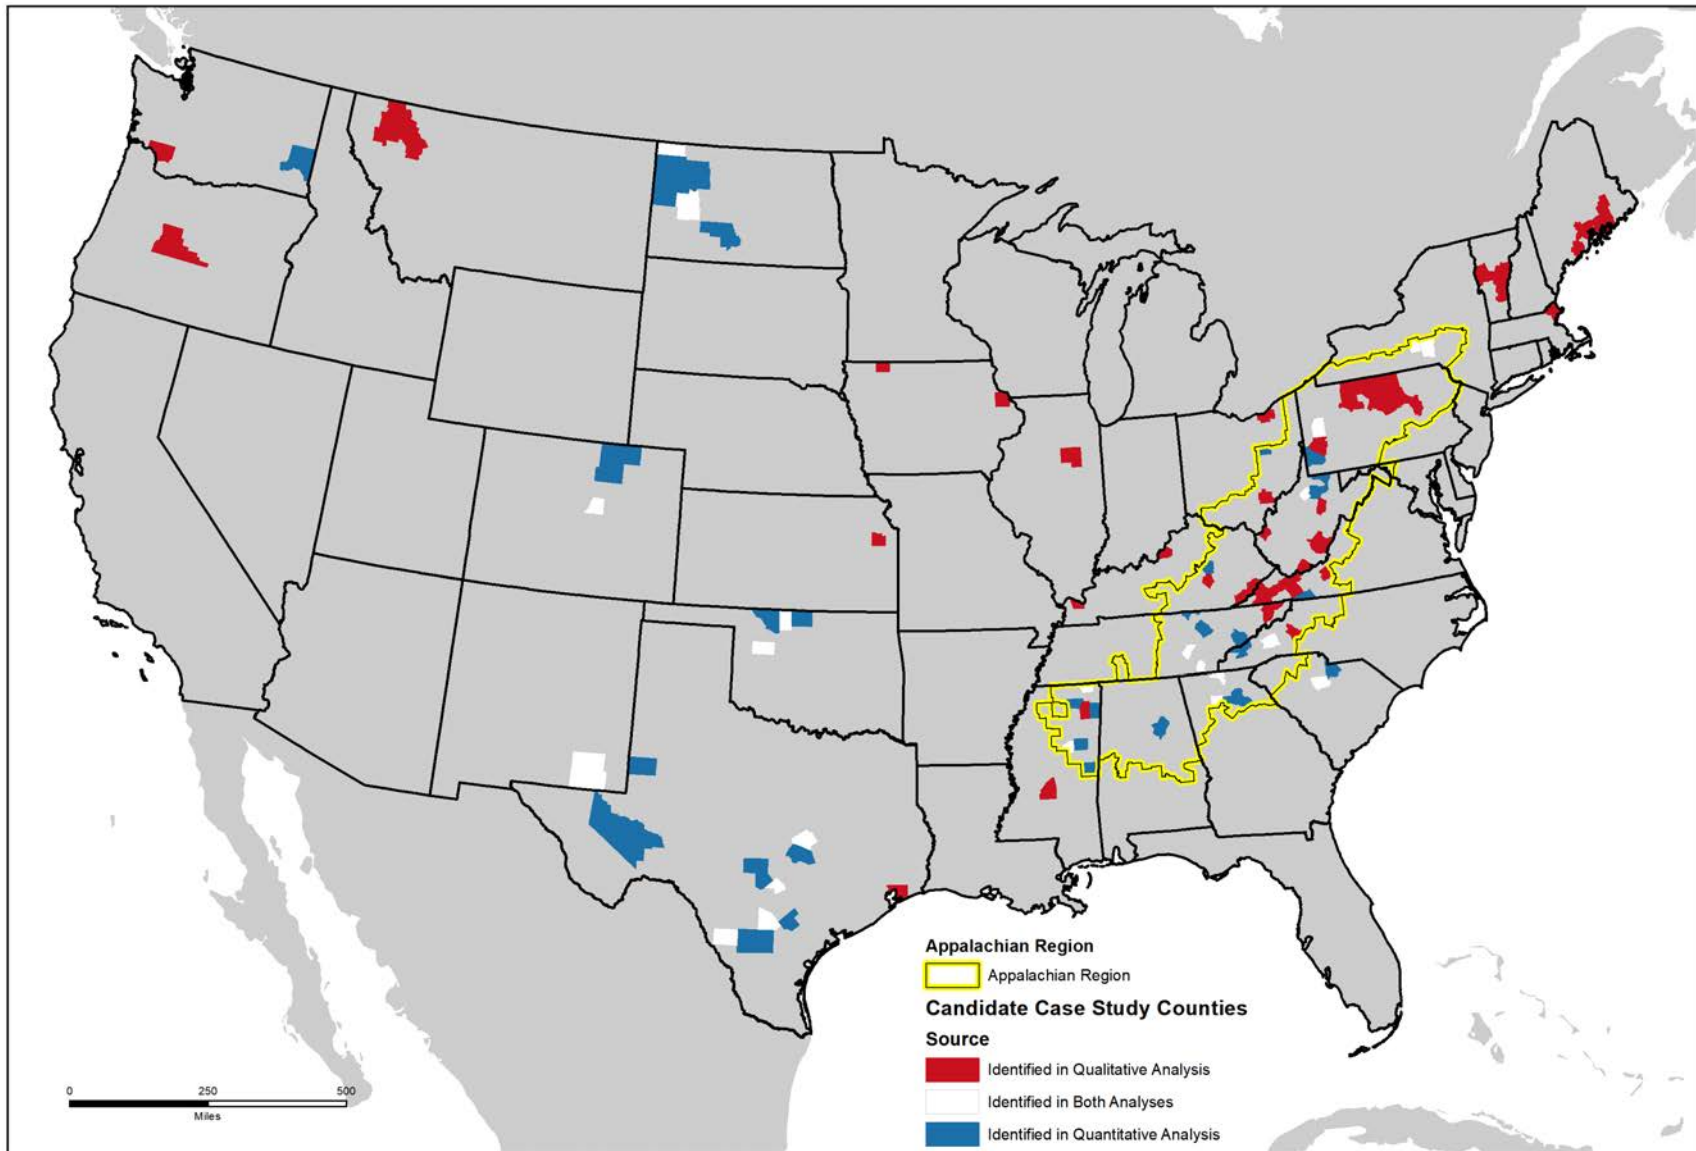 0 250 500
Miles
Appalachian Region
Appalachian Region
Candidate Case Study Counties
Source
Identified in Qualitative Analysis
Identified in Both Analyses
Identified in Quantitative Analysis